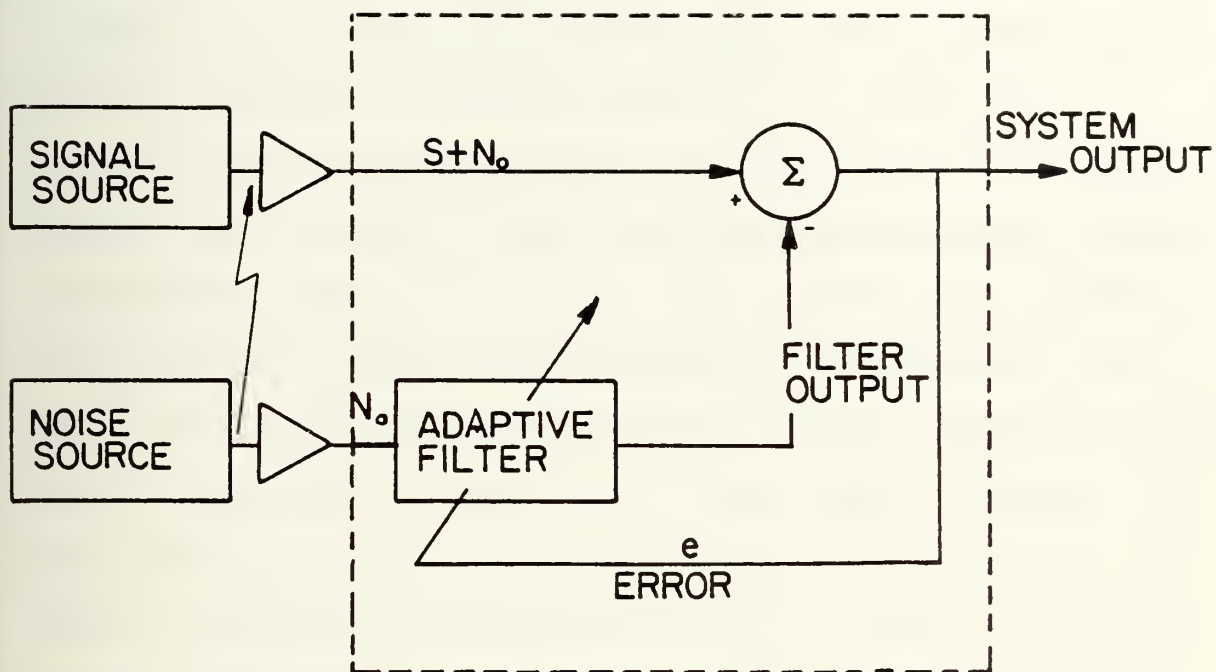 SIGNAL
SOURCE
S+N₀
+
Σ
-
SYSTEM
OUTPUT
NOISE
SOURCE
N₀
ADAPTIVE
FILTER
FILTER
OUTPUT
e
ERROR